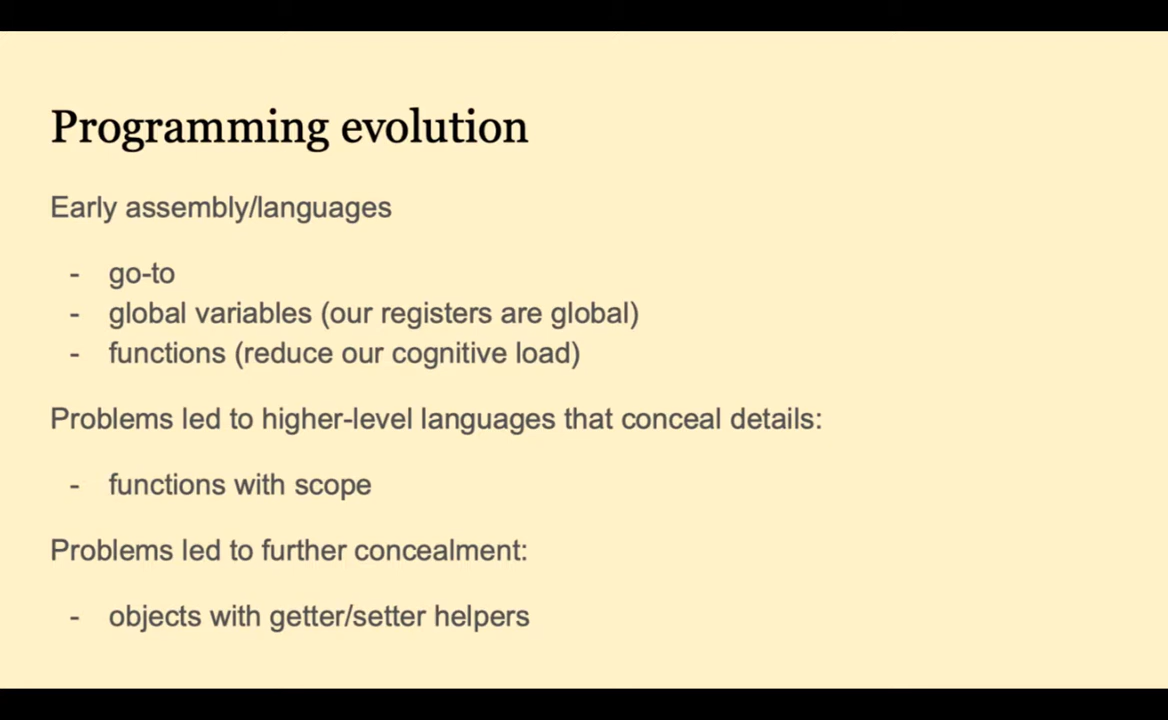 Programming evolution
Early assembly/languages
- go-to
- global variables (our registers are global)
- functions (reduce our cognitive load)
Problems led to higher-level languages that conceal details:
- functions with scope
Problems led to further concealment:
- objects with getter/setter helpers